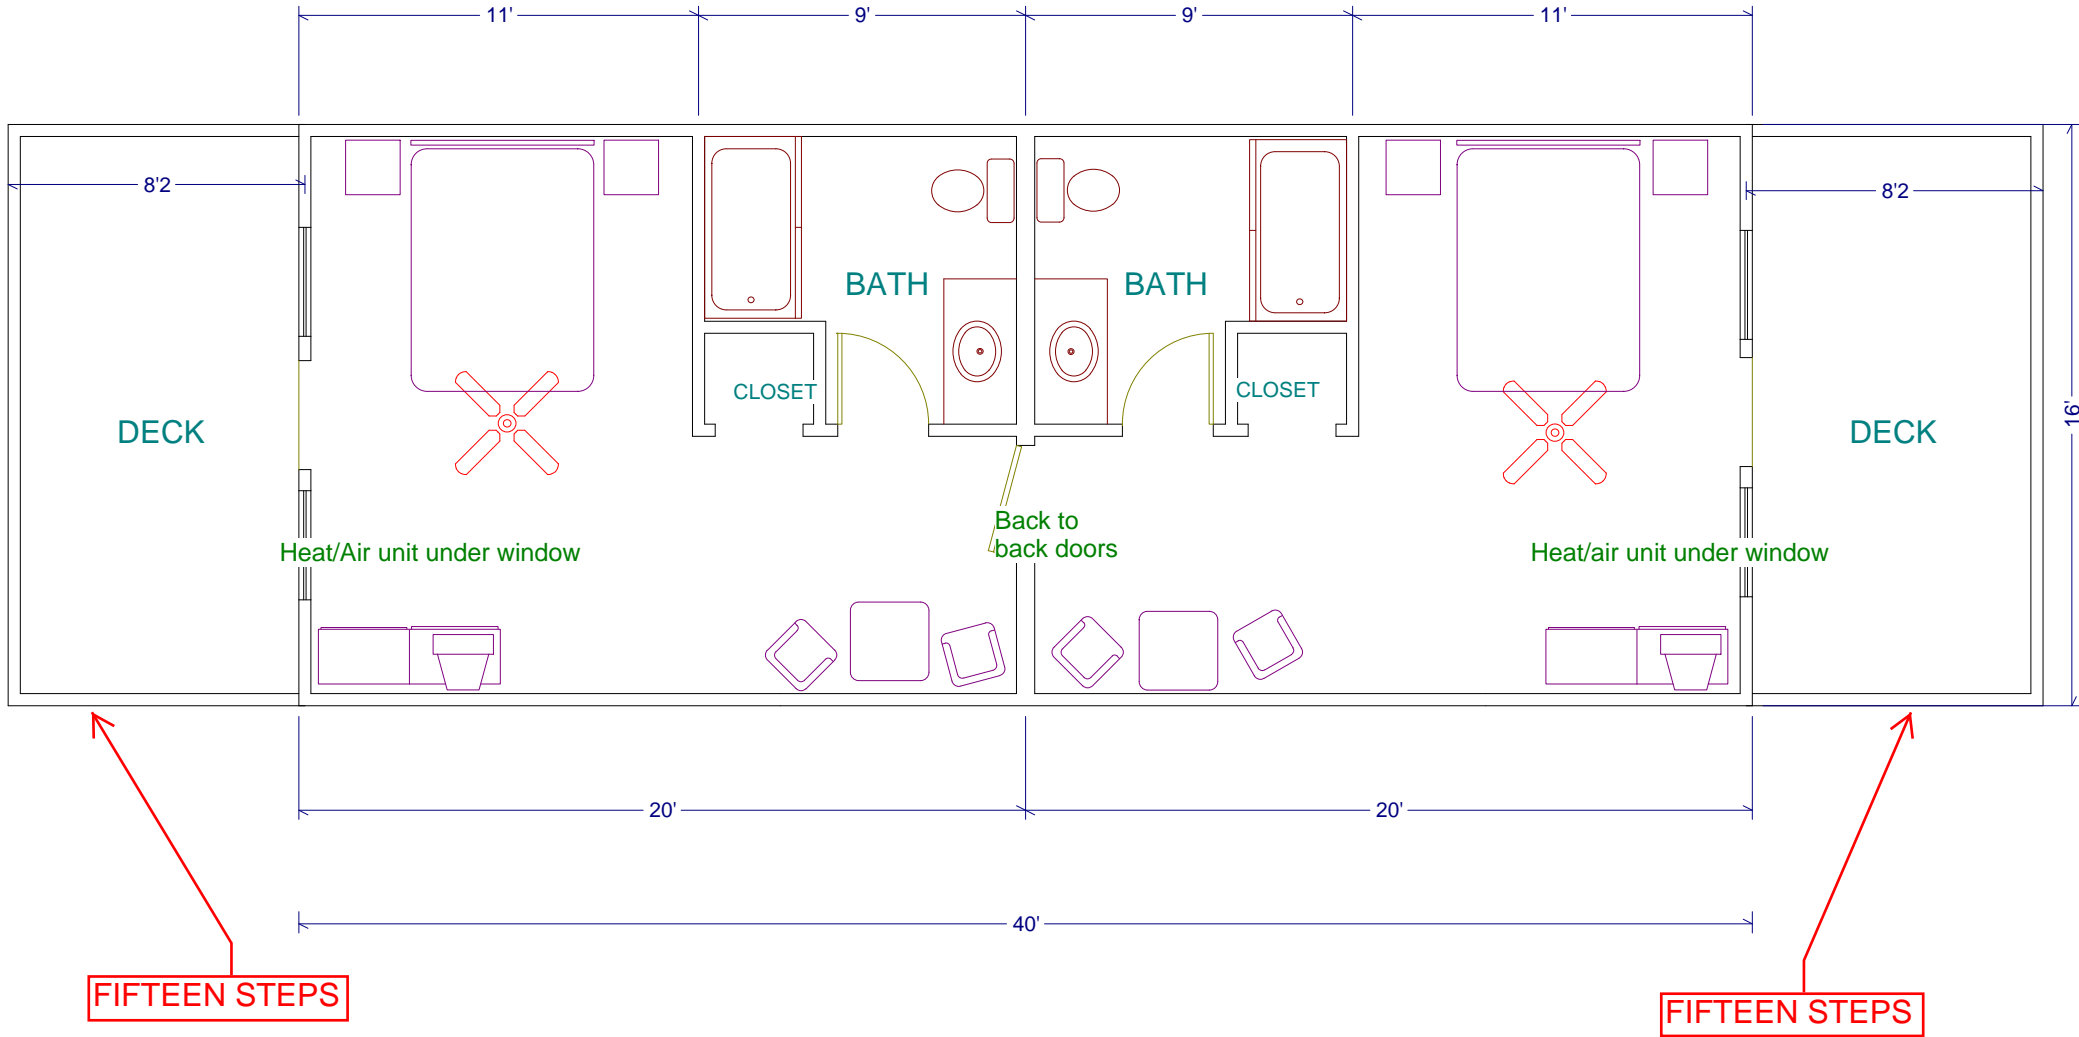 11'
9'
9'
11'
8'2
8'2
BATH
BATH
CLOSET
CLOSET
DECK
DECK
16'
Back to
back doors
Heat/Air unit under window
Heat/air unit under window
20'
20'
40'
FIFTEEN STEPS
FIFTEEN STEPS